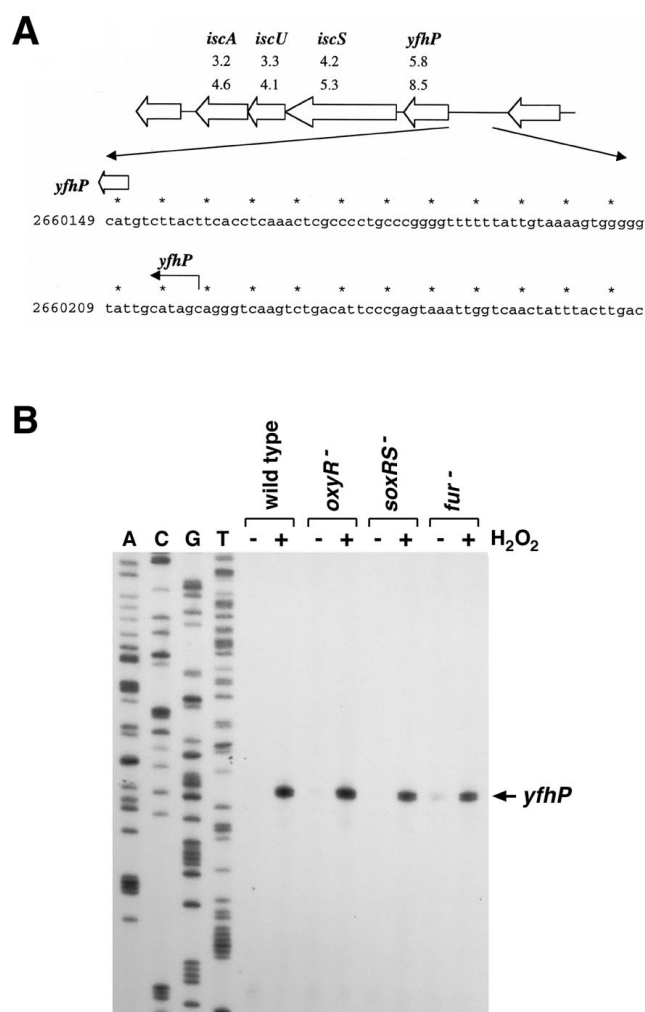 A
iscA iscU iscS yfhP
3.2 3.3 4.2 5.8
4.6 4.1 5.3 8.5
yfhP
* * * * * * * * * * * *
2660149 catgtcttacttcacctcaaactcgcccctgcccggggttttttattgtaaaagtggggg
yfhP
* * * * * * * * * * * *
2660209 tattgcatagcagggtcaagtctgacattcccgagtaaattggtcaactatttacttgac
B
wild type oxyR⁻ soxRS⁻ fur⁻
A C G T - + - + - + - + H₂O₂
yfhP